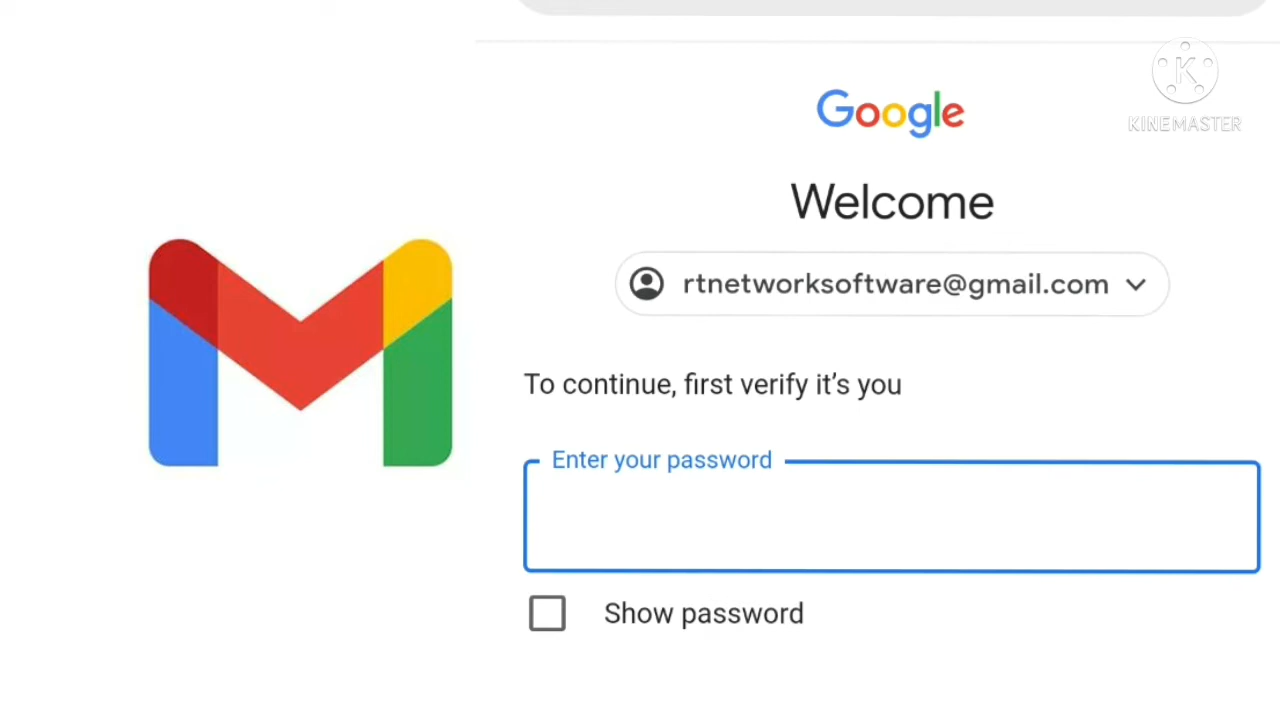 Google
KINEMASTER
Welcome
rtnetworksoftware@gmail.com
To continue, first verify it’s you
Enter your password
Show password